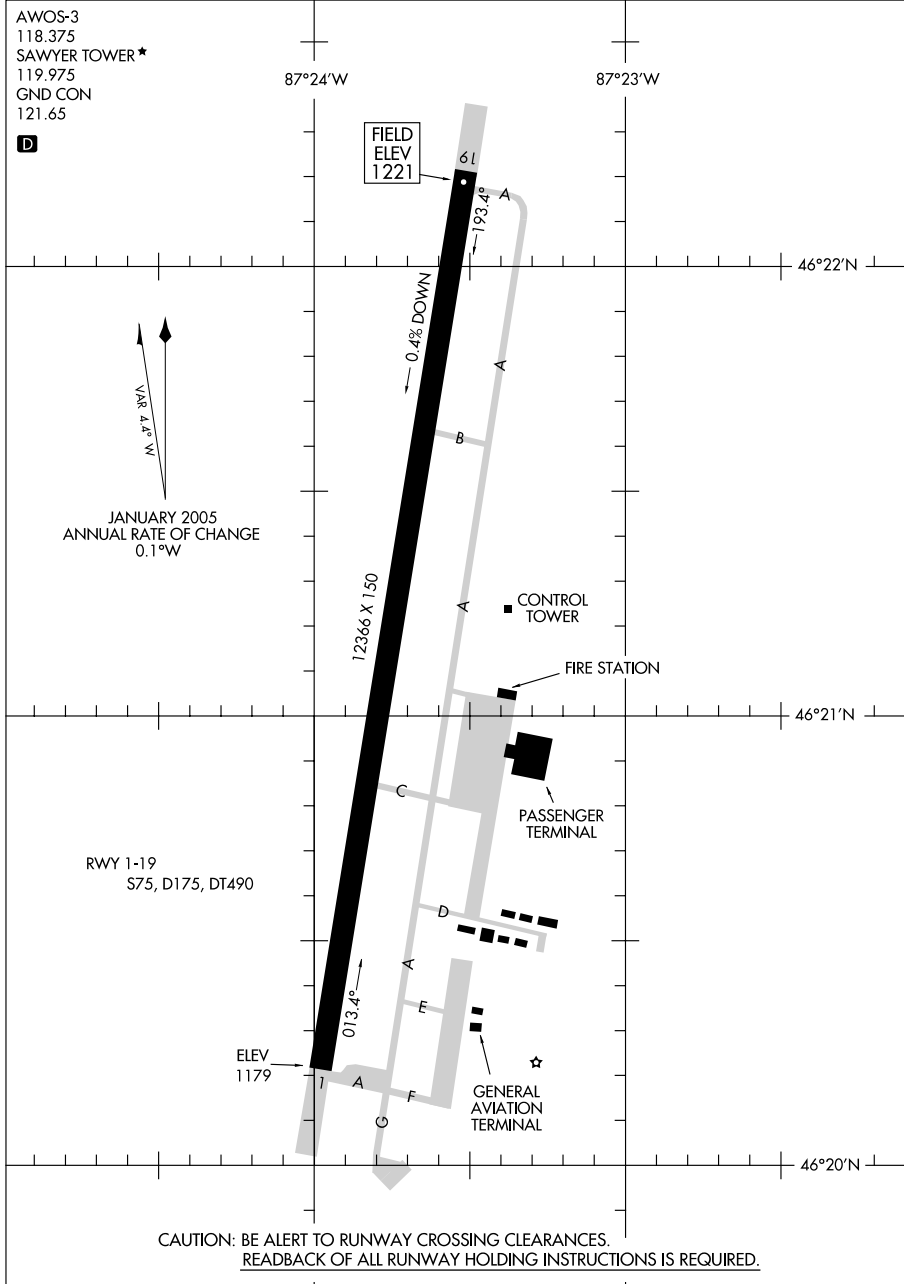 AWOS-3
118.375
SAWYER TOWER★
119.975
GND CON
121.65
D
87°24'W
87°23'W
FIELD
ELEV
1221
19
A
193.4°
46°22'N
0.4% DOWN
A
VAR 4.4° W
B
JANUARY 2005
ANNUAL RATE OF CHANGE
0.1°W
12366 X 150
A
CONTROL
TOWER
FIRE STATION
46°21'N
C
PASSENGER
TERMINAL
RWY 1-19
S75, D175, DT490
D
A
013.4°
E
ELEV
1179
1
A
F
GENERAL
AVIATION
TERMINAL
G
46°20'N
CAUTION: BE ALERT TO RUNWAY CROSSING CLEARANCES.
READBACK OF ALL RUNWAY HOLDING INSTRUCTIONS IS REQUIRED.